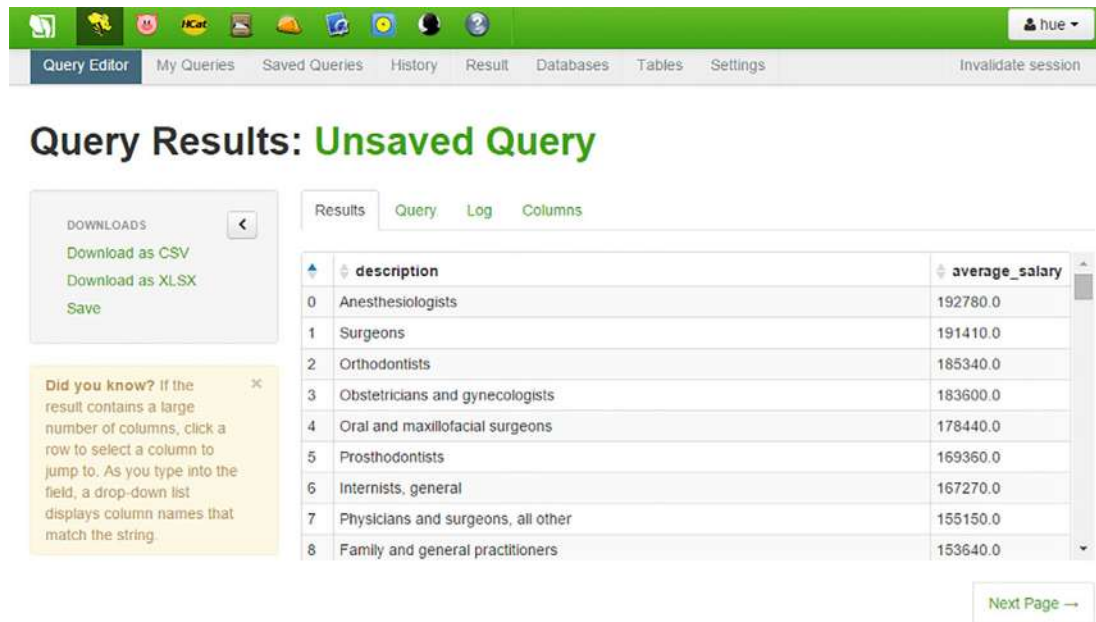 HCat
hue
Query Editor My Queries Saved Queries History Result Databases Tables Settings Invalidate session
Query Results: Unsaved Query
DOWNLOADS
Download as CSV
Download as XLSX
Save
Did you know? If the
result contains a large
number of columns, click a
row to select a column to
jump to. As you type into the
field, a drop-down list
displays column names that
match the string.
Results Query Log Columns
description average_salary
0 Anesthesiologists 192780.0
1 Surgeons 191410.0
2 Orthodontists 185340.0
3 Obstetricians and gynecologists 183600.0
4 Oral and maxillofacial surgeons 178440.0
5 Prosthodontists 169360.0
6 Internists, general 167270.0
7 Physicians and surgeons, all other 155150.0
8 Family and general practitioners 153640.0
Next Page →